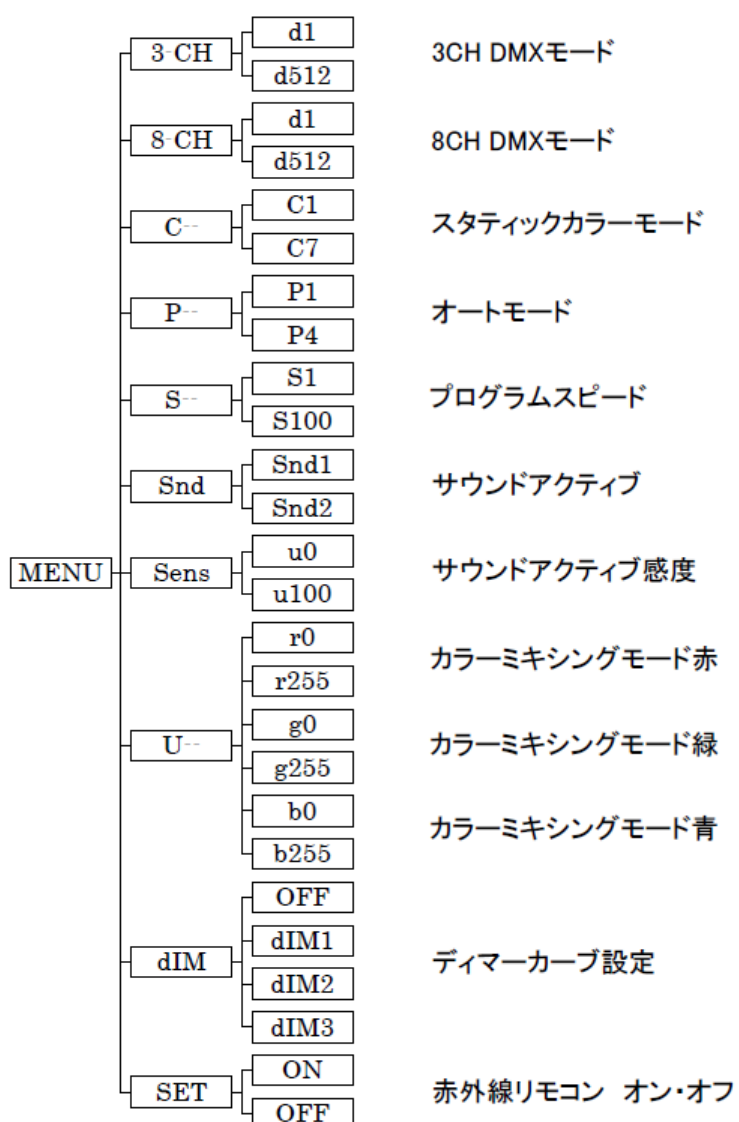 3-CH
d1
d512
3CH DMXモード
8-CH
d1
d512
8CH DMXモード
C--
C1
C7
スタティックカラーモード
P--
P1
P4
オートモード
S--
S1
S100
プログラムスピード
Snd
Snd1
Snd2
サウンドアクティブ
MENU
Sens
u0
u100
サウンドアクティブ感度
U--
r0
r255
カラーミキシングモード赤
g0
g255
カラーミキシングモード緑
b0
b255
カラーミキシングモード青
dIM
OFF
dIM1
dIM2
dIM3
ディマーカーブ設定
SET
ON
OFF
赤外線リモコン オン・オフ